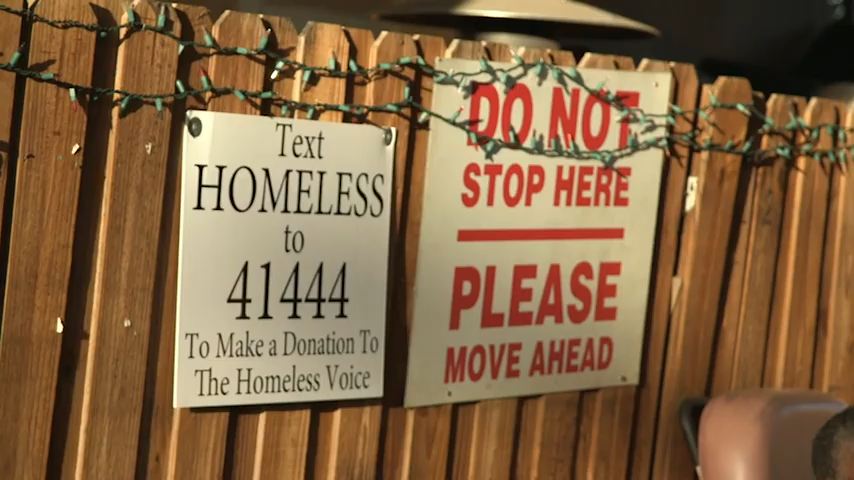 Text
HOMELESS
to
41444
To Make a Donation To
The Homeless Voice
DO NOT
STOP HERE
PLEASE
MOVE AHEAD